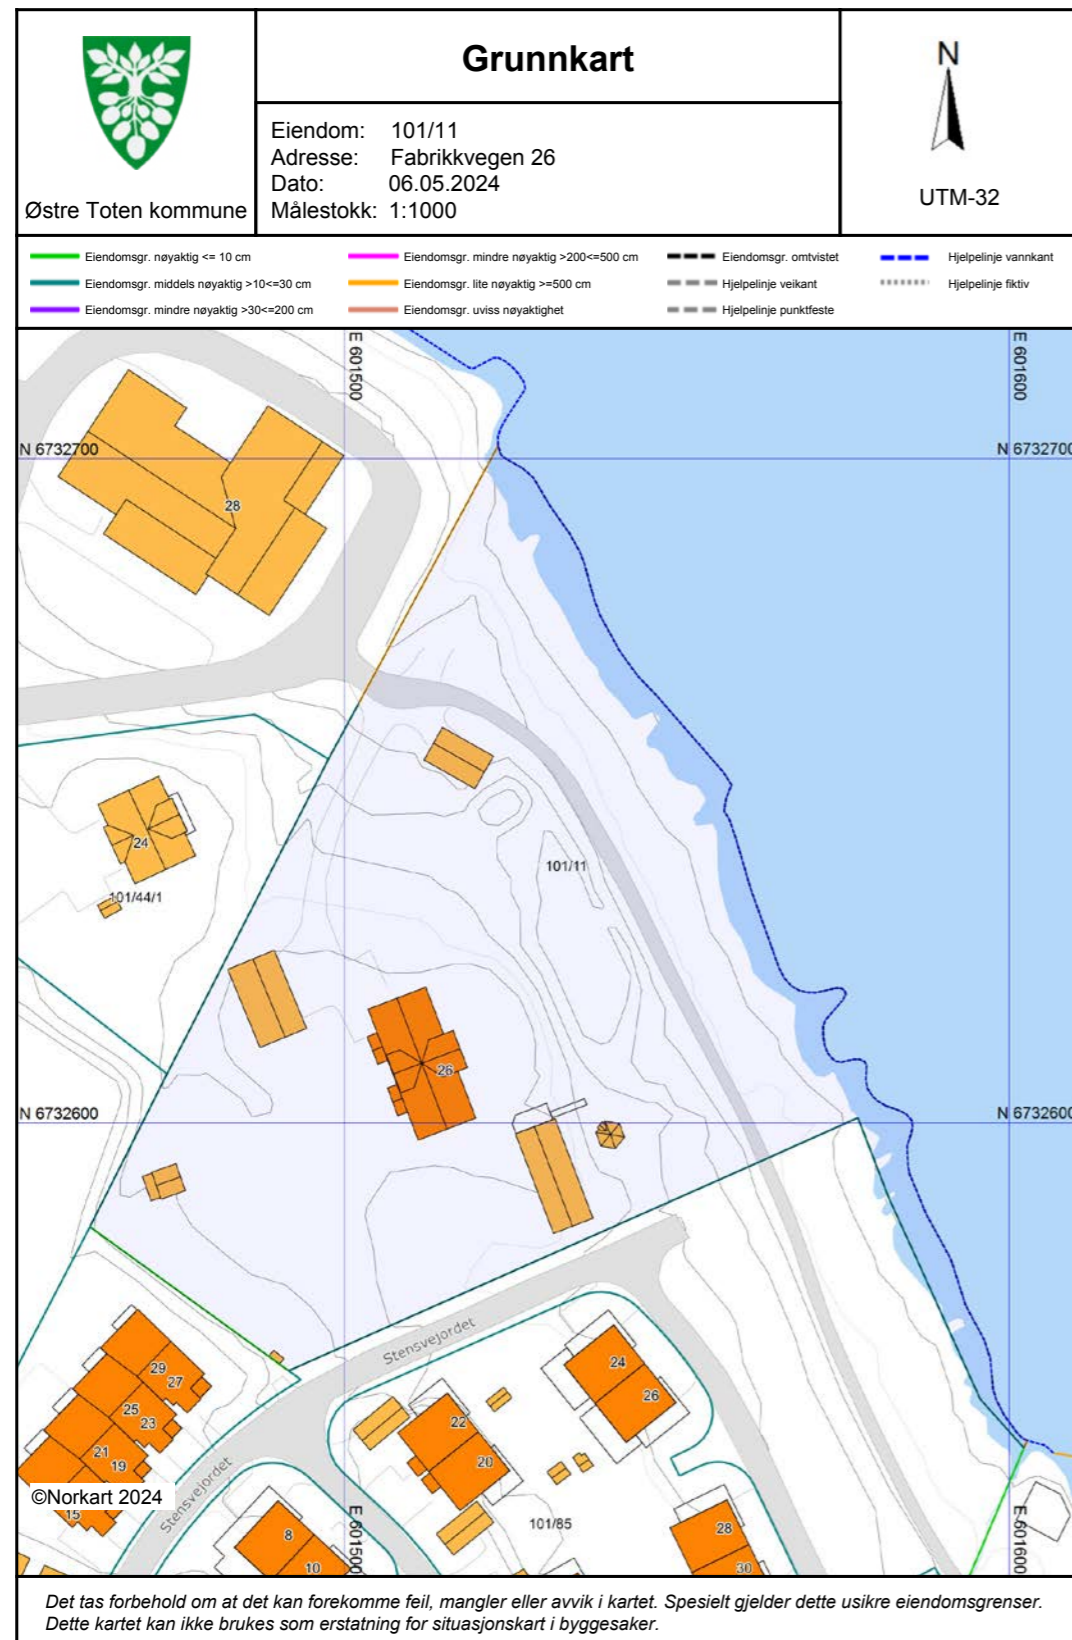 Østre Toten kommune
Grunnkart
Eiendom: 101/11
Adresse: Fabrikkvegen 26
Dato: 06.05.2024
Målestokk: 1:1000
N
UTM-32
Eiendomsgr. nøyaktig <= 10 cm
Eiendomsgr. middels nøyaktig >10<=30 cm
Eiendomsgr. mindre nøyaktig >30<=200 cm
Eiendomsgr. mindre nøyaktig >200<=500 cm
Eiendomsgr. lite nøyaktig >=500 cm
Eiendomsgr. uviss nøyaktighet
Eiendomsgr. omtvistet
Hjelpelinje veikant
Hjelpelinje punktfeste
Hjelpelinje vannkant
Hjelpelinje fiktiv
E 601500
E 601600
N 6732700
N 6732700
28
24
101/44/1
101/11
26
N 6732600
N 6732600
Stensvejordet
29
27
25
23
21
19
15
24
26
22
20
Stensvejordet
8
10
101/85
28
30
E 601500
E 601600
©Norkart 2024
Det tas forbehold om at det kan forekomme feil, mangler eller avvik i kartet. Spesielt gjelder dette usikre eiendomsgrenser.
Dette kartet kan ikke brukes som erstatning for situasjonskart i byggesaker.